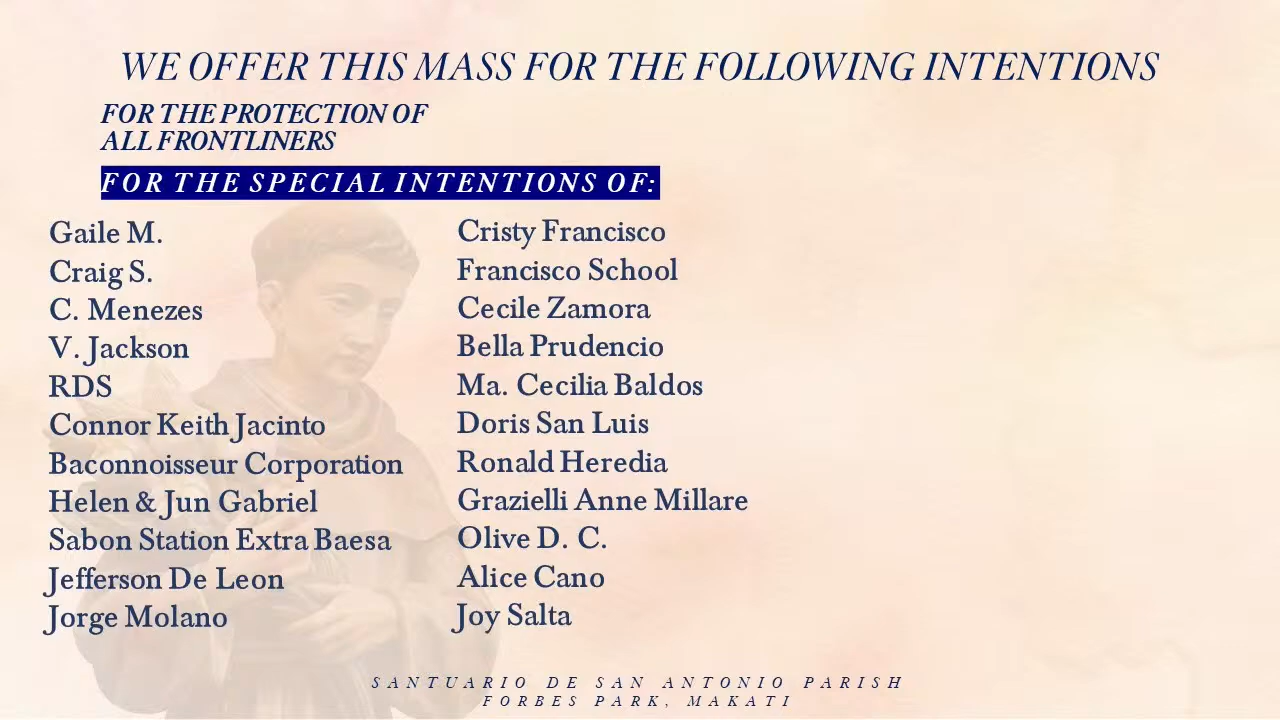 WE OFFER THIS MASS FOR THE FOLLOWING INTENTIONS
FOR THE PROTECTION OF
ALL FRONTLINERS
FOR THE SPECIAL INTENTIONS OF:
Gaile M.
Craig S.
C. Menezes
V. Jackson
RDS
Connor Keith Jacinto
Baconnoisseur Corporation
Helen & Jun Gabriel
Sabon Station Extra Baesa
Jefferson De Leon
Jorge Molano
Cristy Francisco
Francisco School
Cecile Zamora
Bella Prudencio
Ma. Cecilia Baldos
Doris San Luis
Ronald Heredia
Grazielli Anne Millare
Olive D. C.
Alice Cano
Joy Salta
SANTUARIO DE SAN ANTONIO PARISH
FORBES PARK, MAKATI